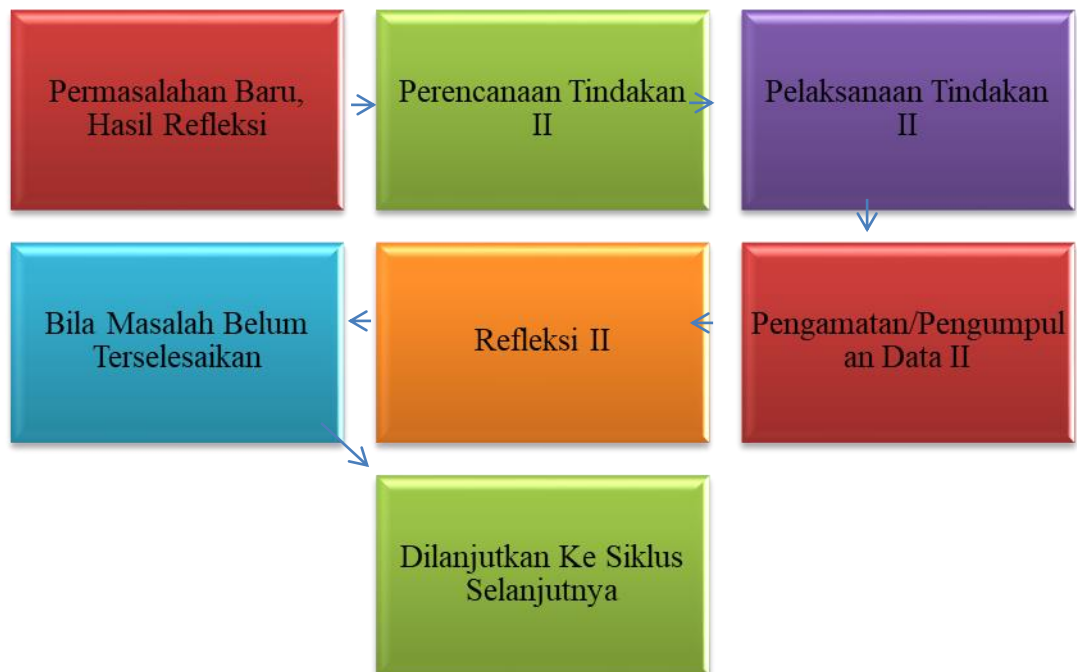 Permasalahan Baru,
Hasil Refleksi
Perencanaan Tindakan
II
Pelaksanaan Tindakan
II
Pengamatan/Pengumpul
an Data II
Refleksi II
Bila Masalah Belum
Terselesaikan
Dilanjutkan Ke Siklus
Selanjutnya